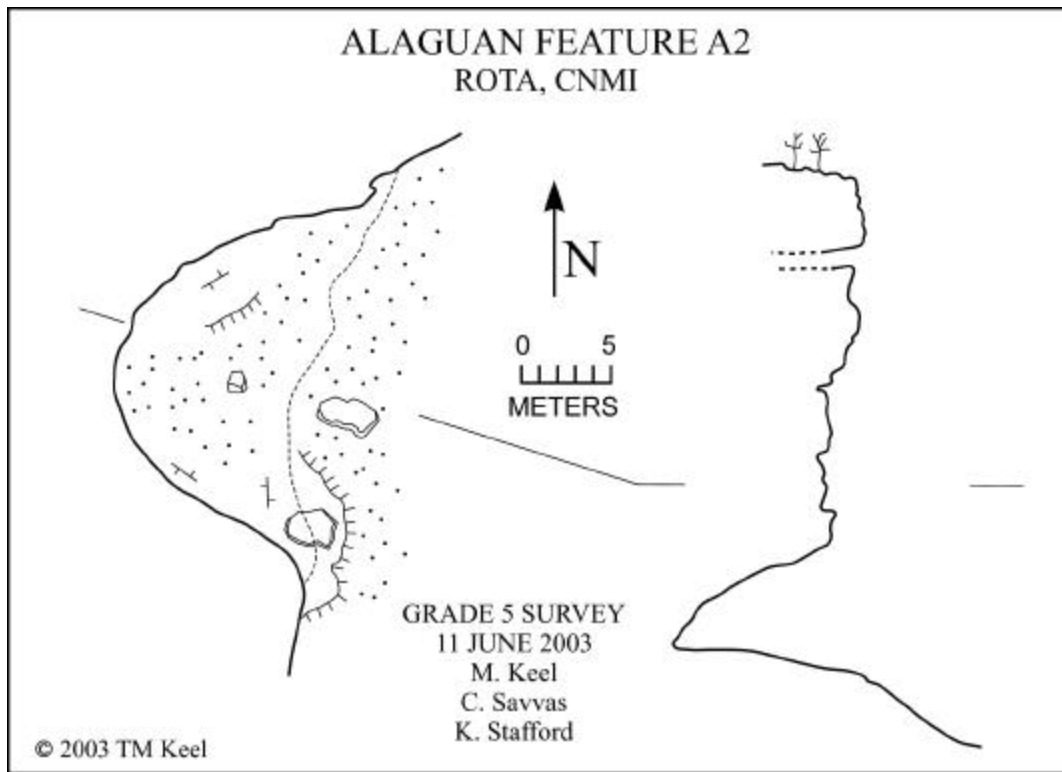 ALAGUAN FEATURE A2
ROTA, CNMI
N
0 5
METERS
GRADE 5 SURVEY
11 JUNE 2003
M. Keel
C. Savvas
K. Stafford
© 2003 TM Keel